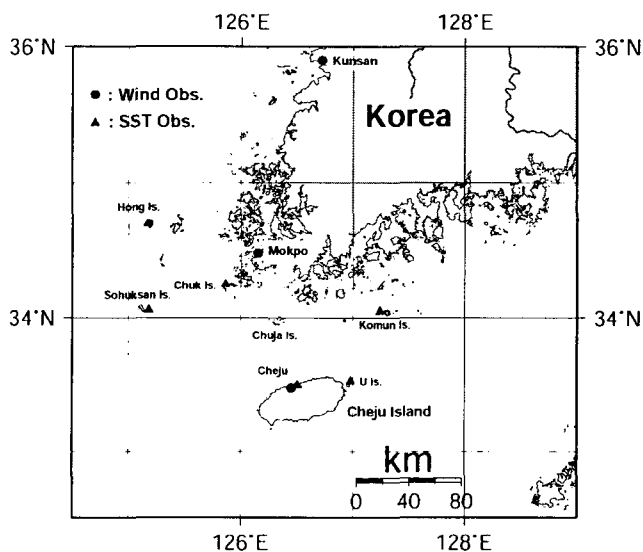 126°E 128°E
36°N 36°N
Kunsan
● : Wind Obs.
▲ : SST Obs.
Korea
Hong Is.
Mokpo
Chuk Is.
Sohuksan Is.
34°N 34°N
Chuja Is. Komun Is.
Cheju
U Is.
Cheju Island
km
0 40 80
126°E 128°E